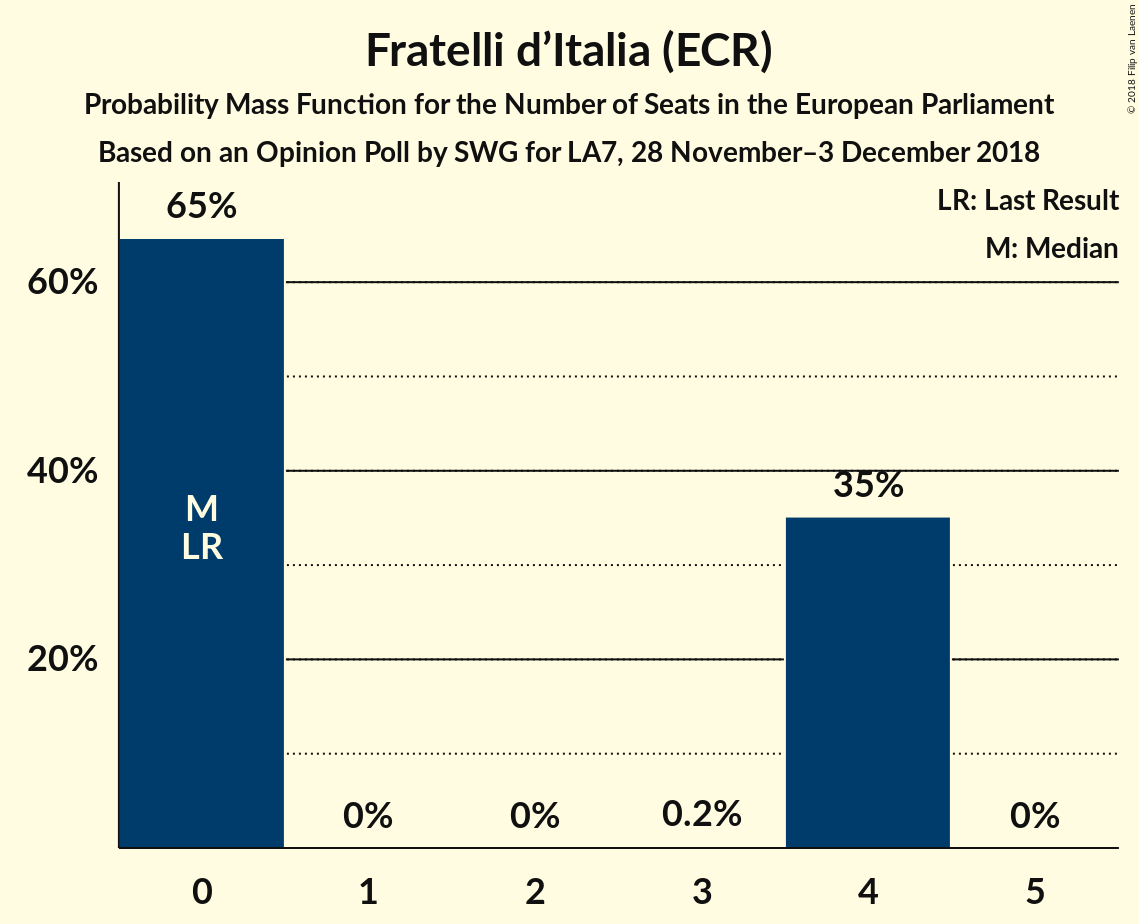 Fratelli d’Italia (ECR)
Probability Mass Function for the Number of Seats in the European Parliament
Based on an Opinion Poll by SWG for LA7, 28 November–3 December 2018
© 2018 Filip van Laenen
LR: Last Result
M: Median
65%
60%
40%
35%
20%
M
LR
0%
0%
0.2%
0%
0
1
2
3
4
5